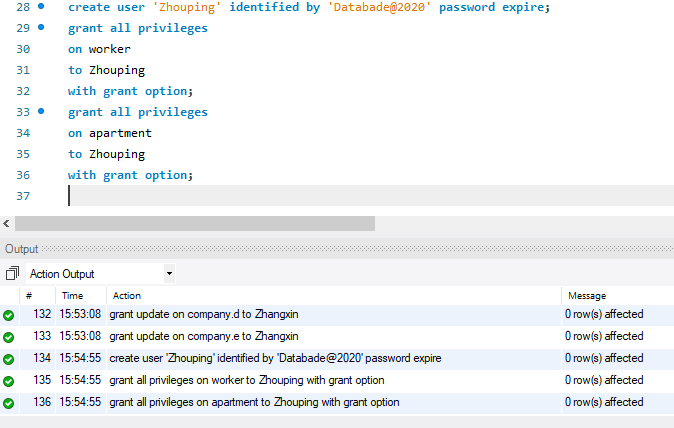 28 create user 'Zhouping' identified by 'Databade@2020' password expire;
29 grant all privileges
30 on worker
31 to Zhouping
32 with grant option;
33 grant all privileges
34 on apartment
35 to Zhouping
36 with grant option;
37
Output
Action Output
# Time Action Message
132 15:53:08 grant update on company.d to Zhangxin 0 row(s) affected
133 15:53:08 grant update on company.e to Zhangxin 0 row(s) affected
134 15:54:55 create user 'Zhouping' identified by 'Databade@2020' password expire 0 row(s) affected
135 15:54:55 grant all privileges on worker to Zhouping with grant option 0 row(s) affected
136 15:54:55 grant all privileges on apartment to Zhouping with grant option 0 row(s) affected